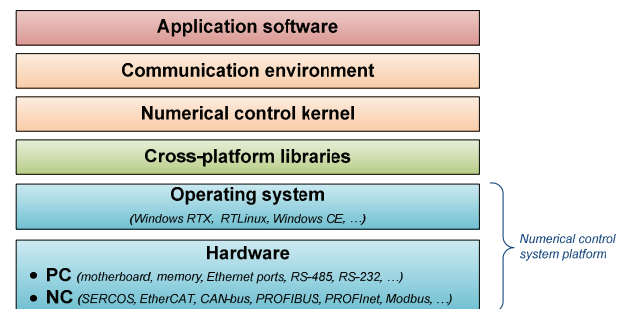 Application software
Communication environment
Numerical control kernel
Cross-platform libraries
Operating system
(Windows RTX, RTLinux, Windows CE, …)
Numerical control
system platform
Hardware
• PC (motherboard, memory, Ethernet ports, RS-485, RS-232, …)
• NC (SERCOS, EtherCAT, CAN-bus, PROFIBUS, PROFInet, Modbus, …)